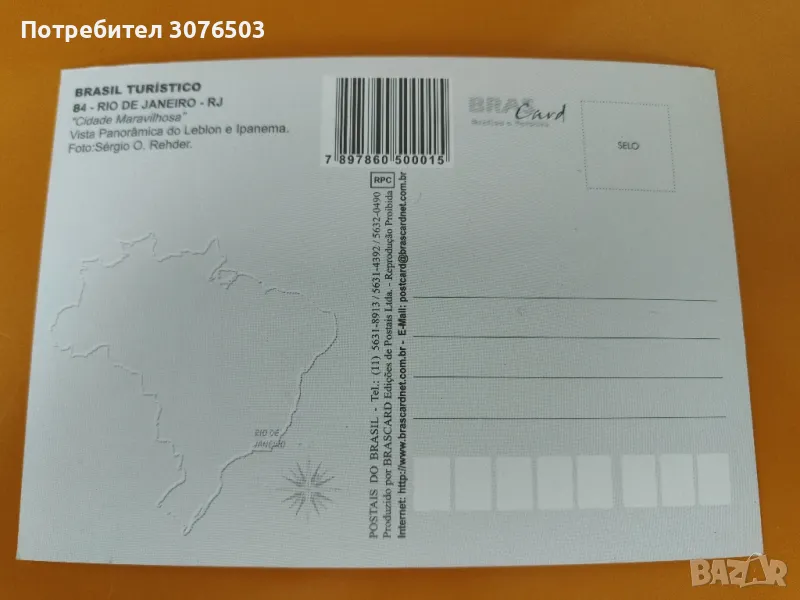 Потребител 3076503
BRASIL TURÍSTICO
84 - RIO DE JANEIRO - RJ
"Cidade Maravilhosa"
Vista Panorâmica do Leblon e Ipanema.
Foto:Sérgio O. Rehder.
7 897860 500015
BRAS Card
SELO
RPC
POSTAIS DO BRASIL - Tel.: (11) 5631-8913 / 5631-4392 / 5632-0490
Produzido por BRASCARD Edições de Postais Ltda. - Reprodução Proibida
Internet: http://www.brascardnet.com.br - E-Mail: postcard@brascardnet.com.br
BAZAR